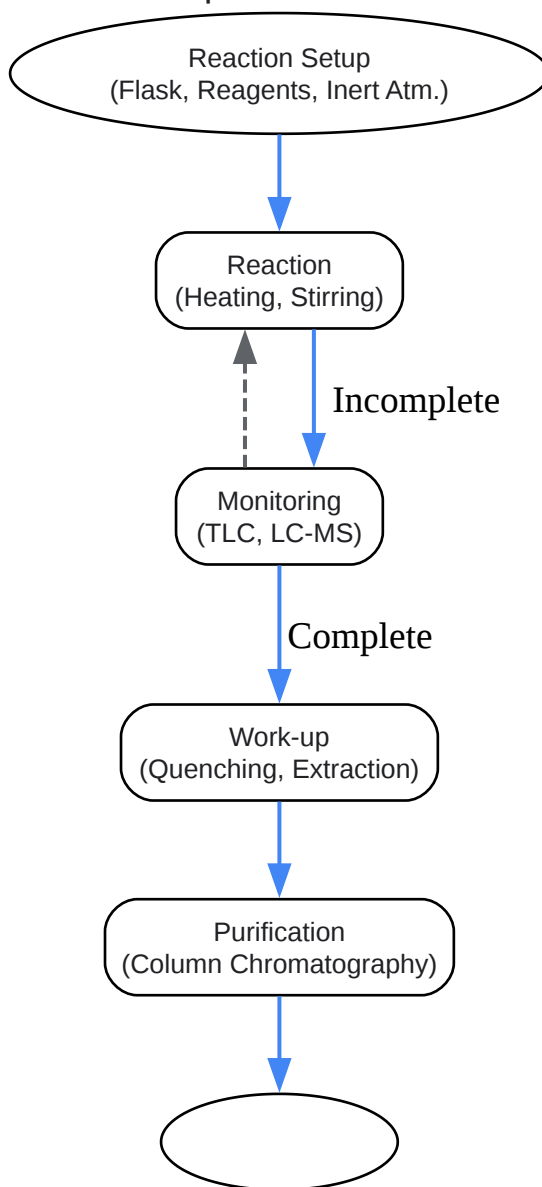 Reaction Setup
(Flask, Reagents, Inert Atm.)
Reaction
(Heating, Stirring)
Incomplete
Monitoring
(TLC, LC-MS)
Complete
Work-up
(Quenching, Extraction)
Purification
(Column Chromatography)